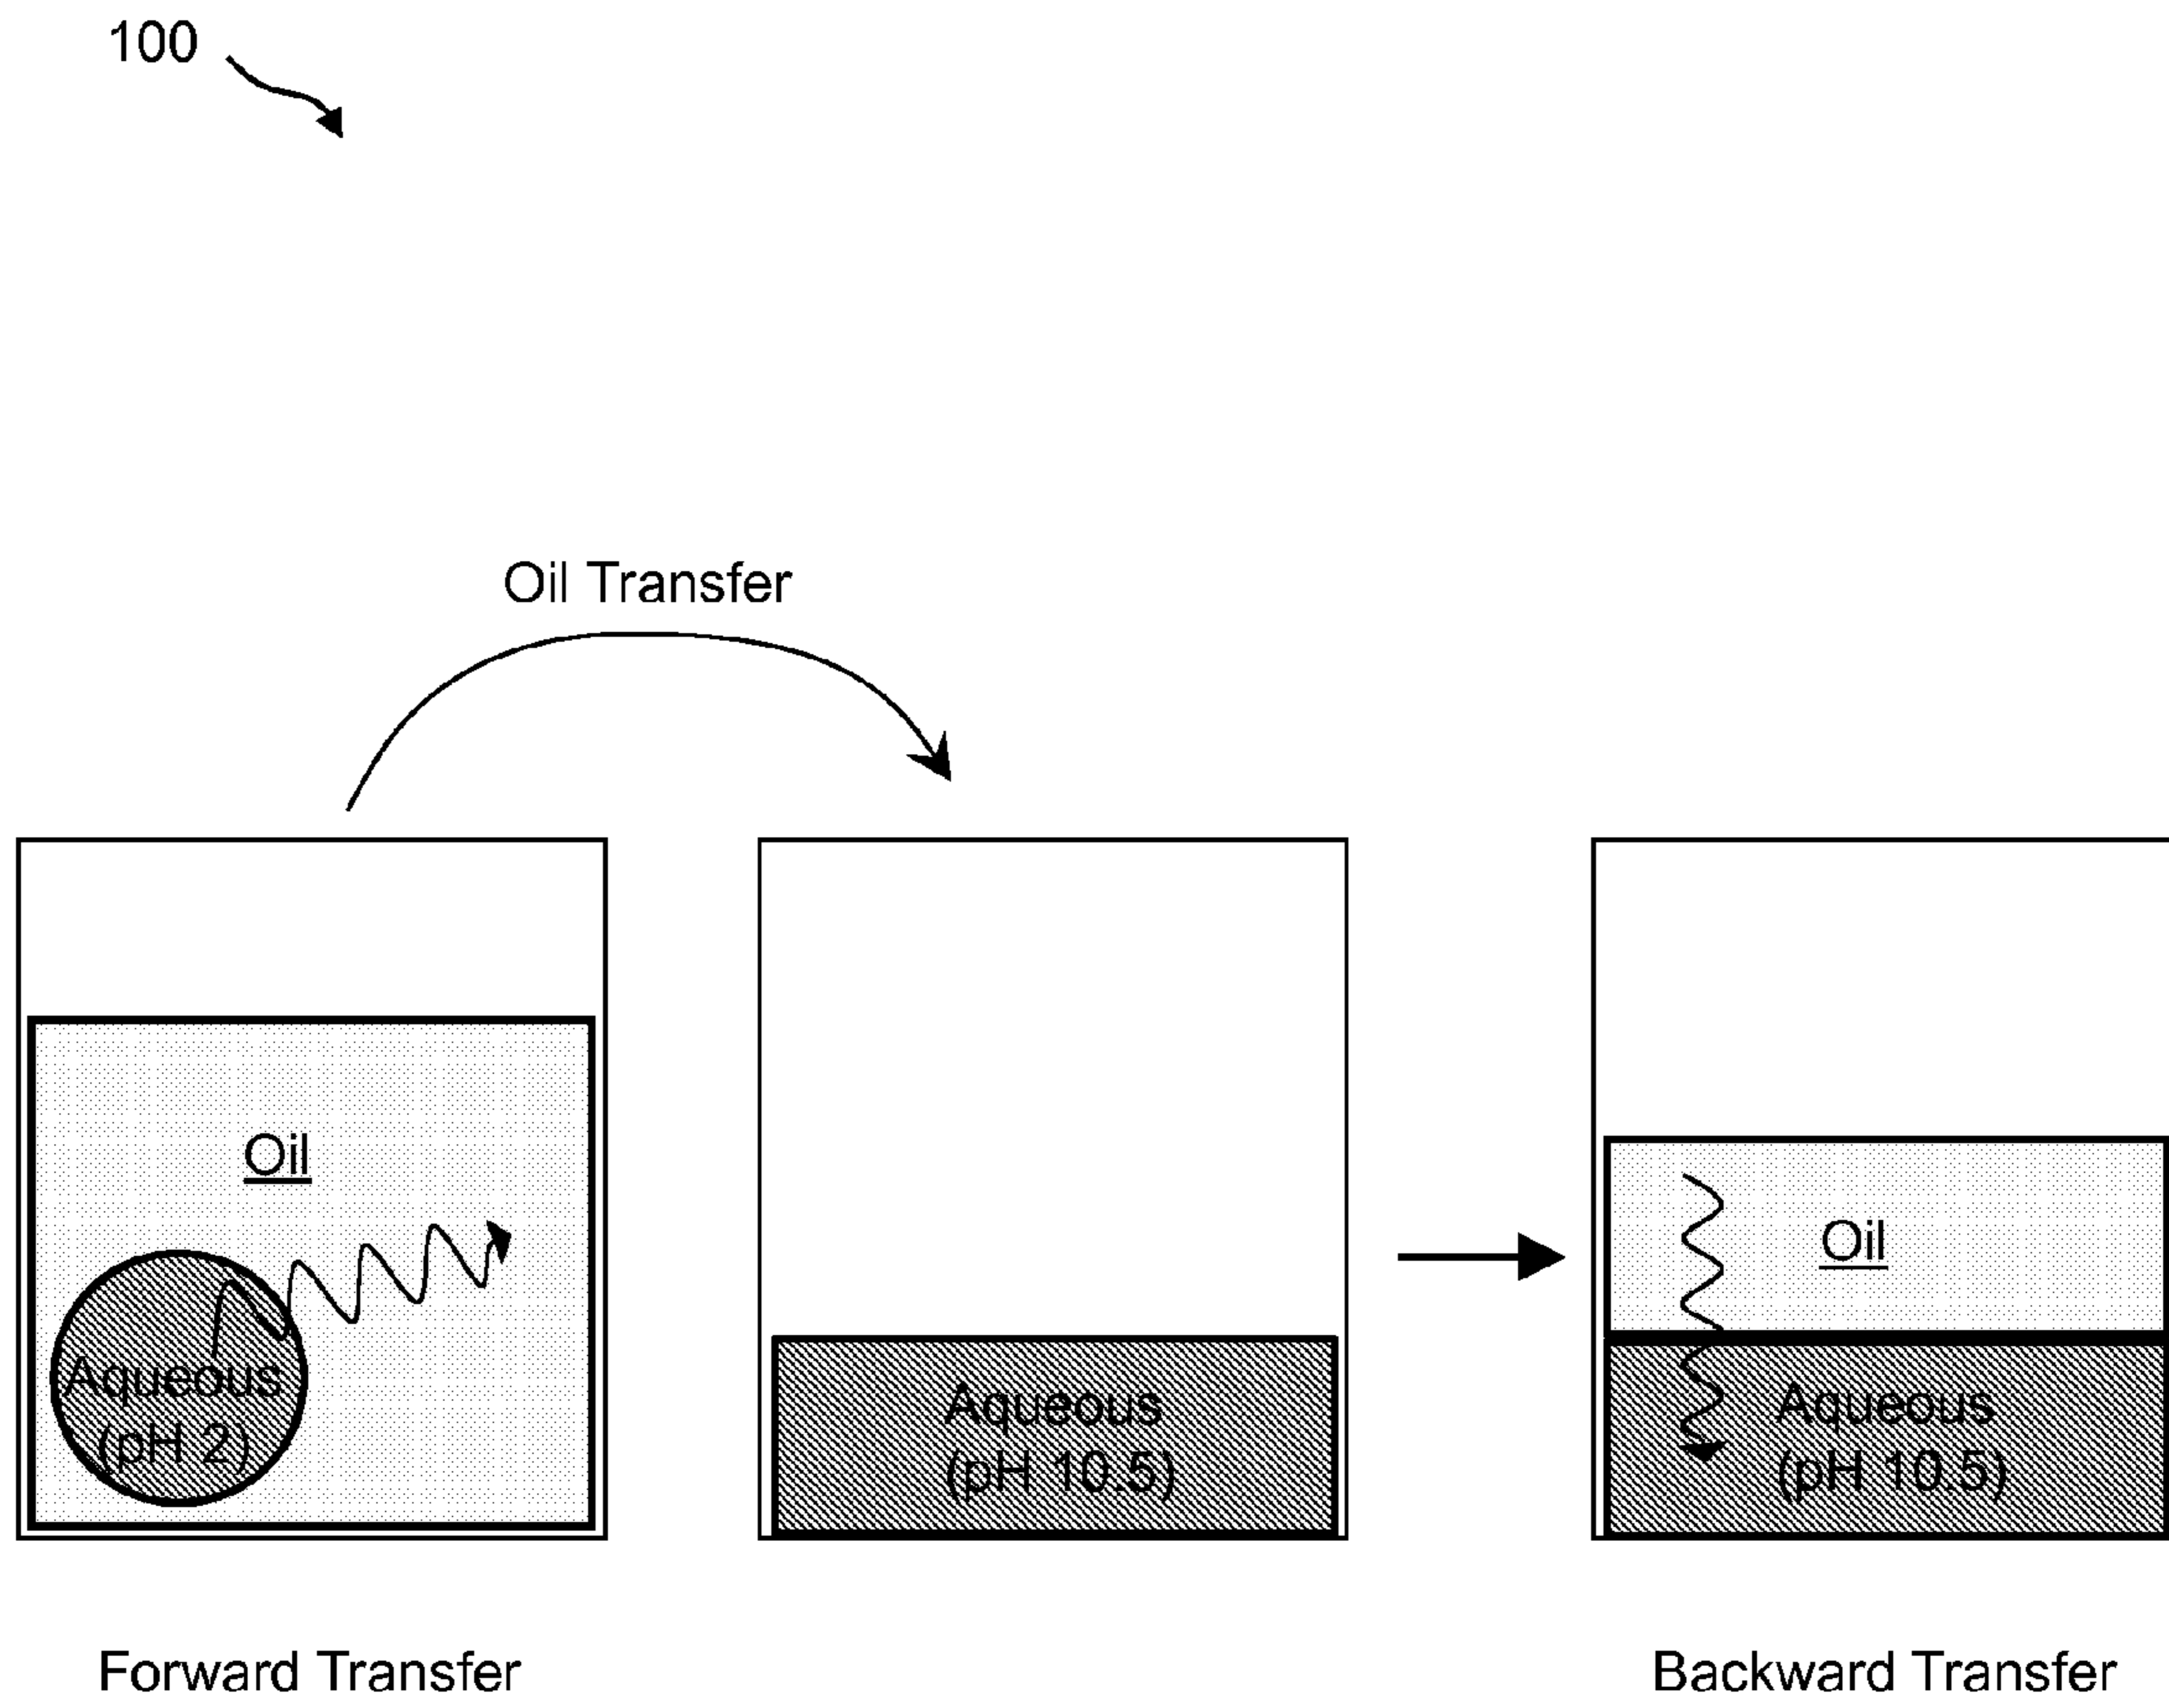 100
Oil Transfer
Oil
Aqueous
(pH 2)
Aqueous
(pH 10.5)
Oil
Aqueous
(pH 10.5)
Forward Transfer
Backward Transfer